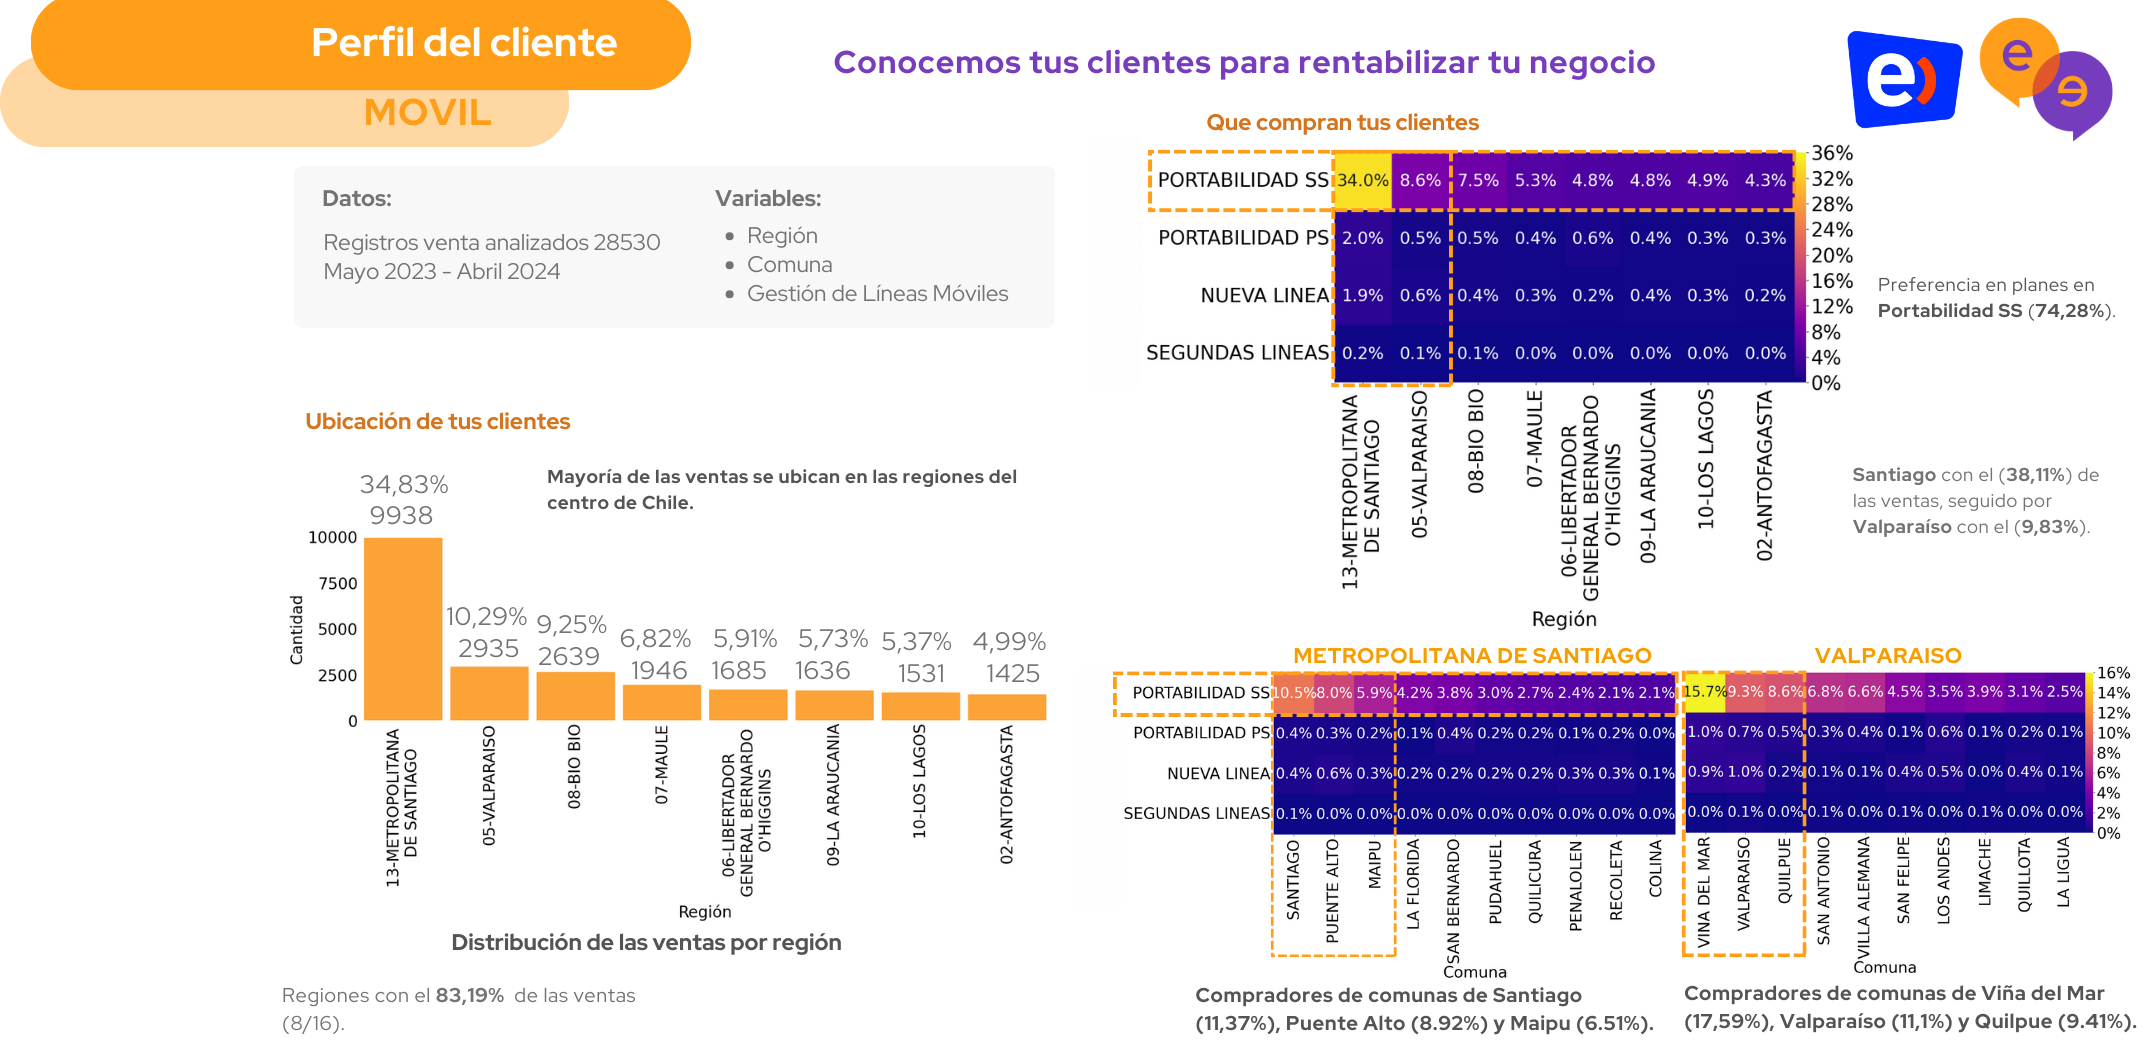 Perfil del cliente
MOVIL
Conocemos tus clientes para rentabilizar tu negocio
e
e
e
Datos:
Registros venta analizados 28530
Mayo 2023 - Abril 2024
Variables:
Región
Comuna
Gestión de Líneas Móviles
Ubicación de tus clientes
Mayoría de las ventas se ubican en las regiones del
centro de Chile.
34,83%
9938
10,29%
2935
9,25%
2639
6,82%
1946
5,91%
1685
5,73%
1636
5,37%
1531
4,99%
1425
Cantidad
10000
7500
5000
2500
0
13-METROPOLITANA
DE SANTIAGO
05-VALPARAISO
08-BIO BIO
07-MAULE
06-LIBERTADOR
GENERAL BERNARDO
O'HIGGINS
09-LA ARAUCANIA
10-LOS LAGOS
02-ANTOFAGASTA
Región
Distribución de las ventas por región
Regiones con el 83,19% de las ventas
(8/16).
Que compran tus clientes
PORTABILIDAD SS 34.0% 8.6% 7.5% 5.3% 4.8% 4.8% 4.9% 4.3%
PORTABILIDAD PS 2.0% 0.5% 0.5% 0.4% 0.6% 0.4% 0.3% 0.3%
NUEVA LINEA 1.9% 0.6% 0.4% 0.3% 0.2% 0.4% 0.3% 0.2%
SEGUNDAS LINEAS 0.2% 0.1% 0.1% 0.0% 0.0% 0.0% 0.0% 0.0%
36%
32%
28%
24%
20%
16%
12%
8%
4%
0%
13-METROPOLITANA
DE SANTIAGO
05-VALPARAISO
08-BIO BIO
07-MAULE
06-LIBERTADOR
GENERAL BERNARDO
O'HIGGINS
09-LA ARAUCANIA
10-LOS LAGOS
02-ANTOFAGASTA
Región
Preferencia en planes en
Portabilidad SS (74,28%).
Santiago con el (38,11%) de
las ventas, seguido por
Valparaíso con el (9,83%).
METROPOLITANA DE SANTIAGO
PORTABILIDAD SS 10.5% 8.0% 5.9% 4.2% 3.8% 3.0% 2.7% 2.4% 2.1% 2.1%
PORTABILIDAD PS 0.4% 0.3% 0.2% 0.1% 0.4% 0.2% 0.2% 0.1% 0.2% 0.0%
NUEVA LINEA 0.4% 0.6% 0.3% 0.2% 0.2% 0.2% 0.2% 0.3% 0.3% 0.1%
SEGUNDAS LINEAS 0.1% 0.0% 0.0% 0.0% 0.0% 0.0% 0.0% 0.0% 0.0% 0.0%
SANTIAGO
PUENTE ALTO
MAIPU
LA FLORIDA
SAN BERNARDO
PUDAHUEL
QUILICURA
PENALOLEN
RECOLETA
COLINA
Comuna
Compradores de comunas de Santiago
(11,37%), Puente Alto (8.92%) y Maipu (6.51%).
VALPARAISO
15.7% 9.3% 8.6% 6.8% 6.6% 4.5% 3.5% 3.9% 3.1% 2.5%
1.0% 0.7% 0.5% 0.3% 0.4% 0.1% 0.6% 0.1% 0.2% 0.1%
0.9% 1.0% 0.2% 0.1% 0.1% 0.4% 0.5% 0.0% 0.4% 0.1%
0.0% 0.1% 0.0% 0.1% 0.0% 0.1% 0.0% 0.1% 0.0% 0.0%
16%
14%
12%
10%
8%
6%
4%
2%
0%
VINA DEL MAR
VALPARAISO
QUILPUE
SAN ANTONIO
VILLA ALEMANA
SAN FELIPE
LOS ANDES
LIMACHE
QUILLOTA
LA LIGUA
Comuna
Compradores de comunas de Viña del Mar
(17,59%), Valparaíso (11,1%) y Quilpue (9.41%).